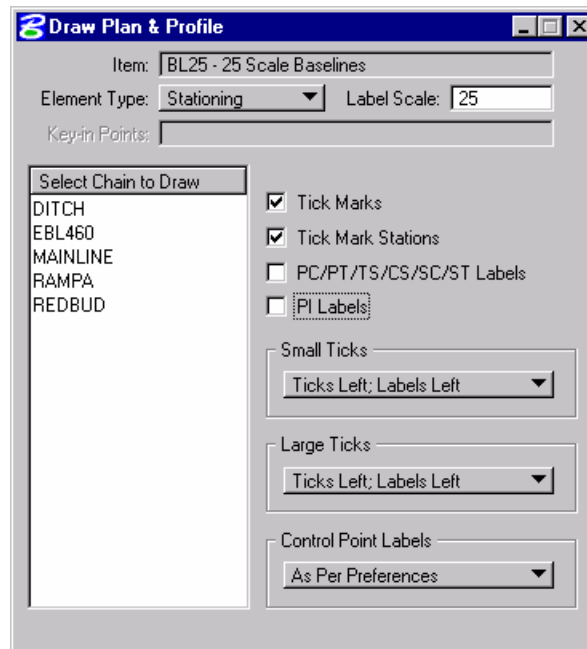 Draw Plan & Profile
Item: BL25 - 25 Scale Baselines
Element Type: Stationing Label Scale: 25
Key-in Points:
Select Chain to Draw
DITCH
EBL460
MAINLINE
RAMPA
REDBUD
Tick Marks
Tick Mark Stations
PC/PT/TS/CS/SC/ST Labels
PI Labels
Small Ticks
Ticks Left; Labels Left
Large Ticks
Ticks Left; Labels Left
Control Point Labels
As Per Preferences